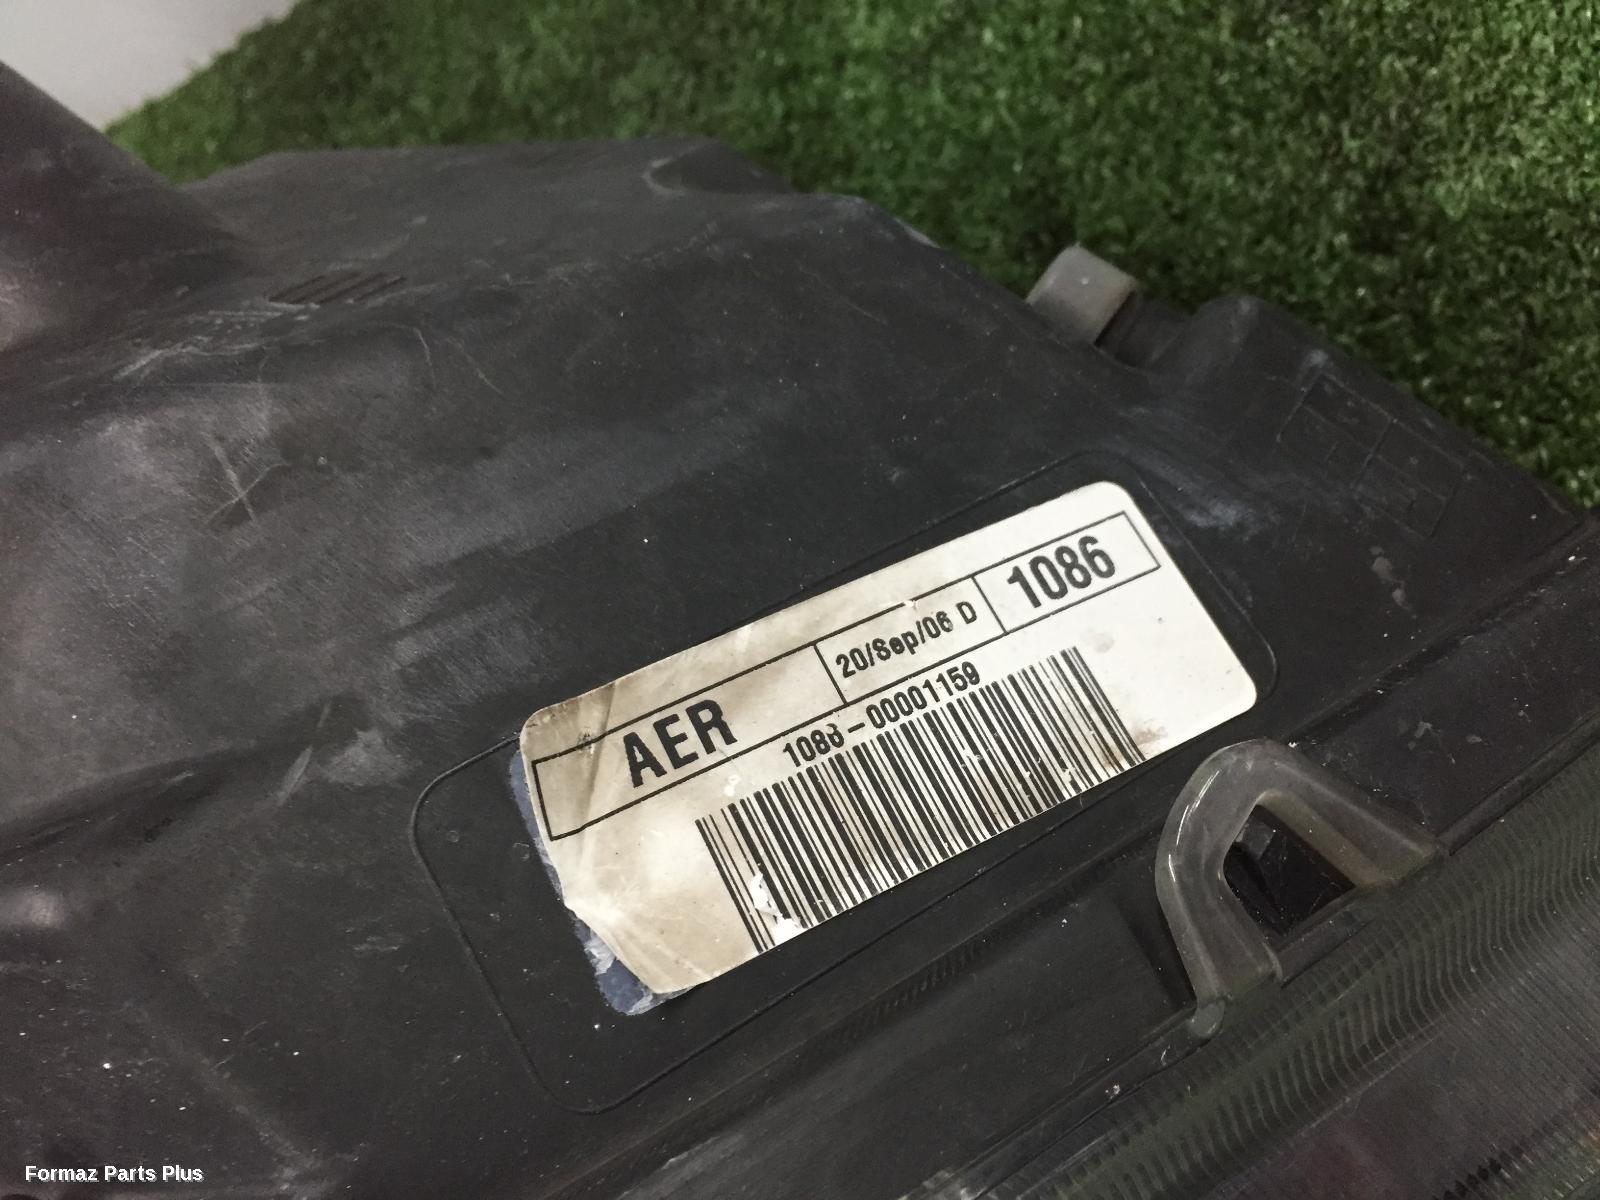 AER 20/Sep/06 D 1086
1086-00001159
Formaz Parts Plus